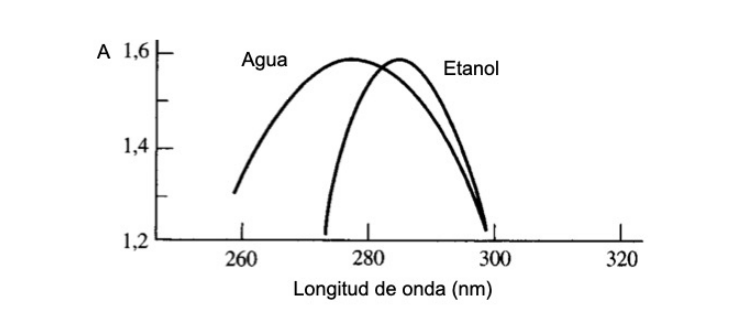 A 1,6
Agua
Etanol
1,4
1,2
260 280 300 320
Longitud de onda (nm)